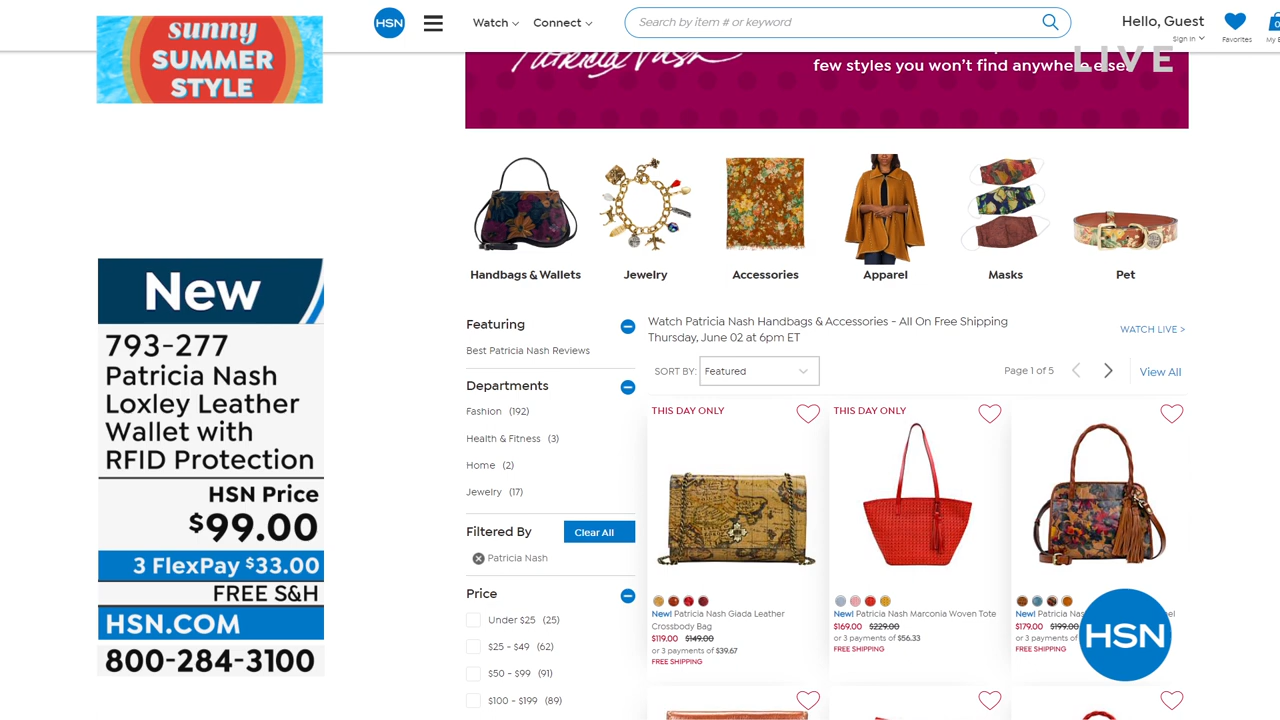 sunny
SUMMER
STYLE
HSN
Watch
Connect
Search by item # or keyword
Hello, Guest
Sign In
Favorites
0
LIVE
Patricia Nash
few styles you won't find anywhere else.
Handbags & Wallets
Jewelry
Accessories
Apparel
Masks
Pet
New
793-277
Patricia Nash
Loxley Leather
Wallet with
RFID Protection
HSN Price
$99.00
3 FlexPay $33.00
FREE S&H
HSN.COM
800-284-3100
Featuring
Best Patricia Nash Reviews
Departments
Fashion (192)
Health & Fitness (3)
Home (2)
Jewelry (17)
Filtered By
Clear All
Patricia Nash
Price
Under $25 (25)
$25 - $49 (62)
$50 - $99 (91)
$100 - $199 (89)
Watch Patricia Nash Handbags & Accessories - All On Free Shipping
Thursday, June 02 at 6pm ET
WATCH LIVE >
SORT BY: Featured
Page 1 of 5
View All
THIS DAY ONLY
New! Patricia Nash Giada Leather
Crossbody Bag
$119.00 $149.00
or 3 payments of $39.67
FREE SHIPPING
THIS DAY ONLY
New! Patricia Nash Marconia Woven Tote
$169.00 $229.00
or 3 payments of $56.33
FREE SHIPPING
New! Patricia
$179.00 $199.00
or 3 payments of
FREE SHIPPING
HSN